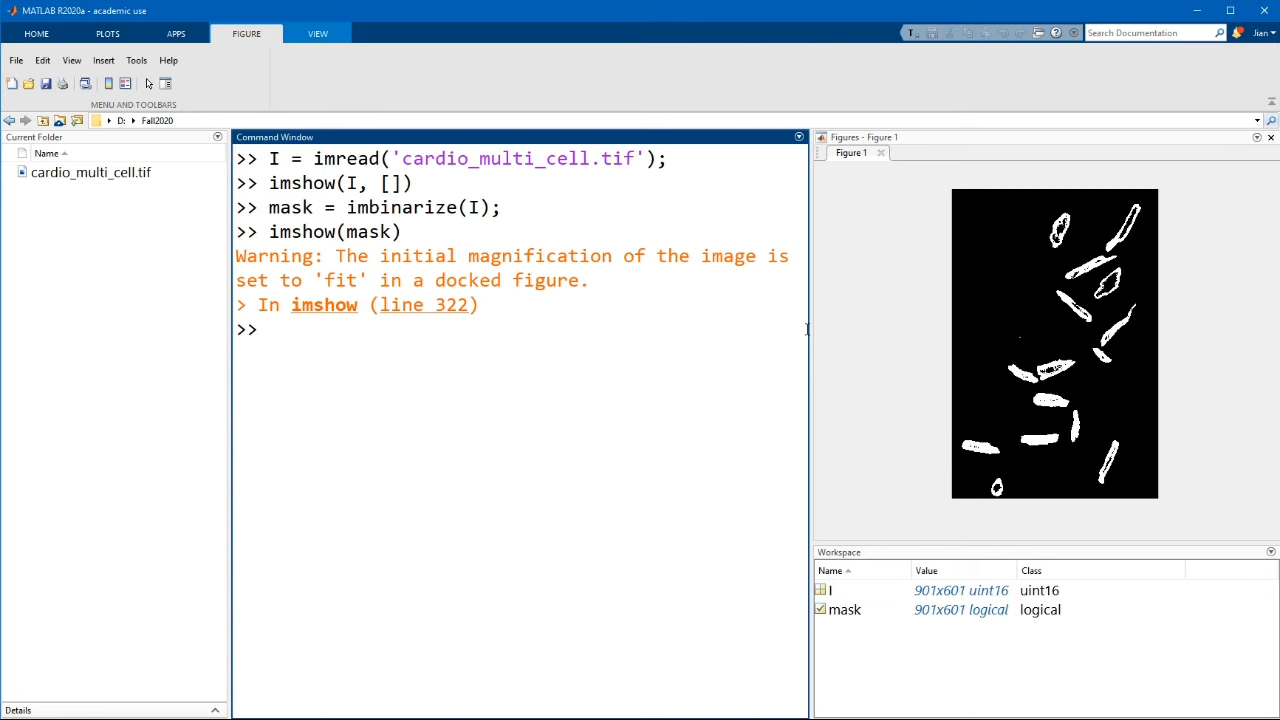 MATLAB R2020a - academic use
HOME PLOTS APPS FIGURE VIEW
Search Documentation
Jian
File Edit View Insert Tools Help
MENU AND TOOLBARS
D: Fall2020
Current Folder
Name
cardio_multi_cell.tif
Details
Command Window
>> I = imread('cardio_multi_cell.tif');
>> imshow(I, [])
>> mask = imbinarize(I);
>> imshow(mask)
Warning: The initial magnification of the image is
set to 'fit' in a docked figure.
> In imshow (line 322)
>>
Figures - Figure 1
Figure 1
Workspace
Name Value Class
I 901x601 uint16 uint16
mask 901x601 logical logical